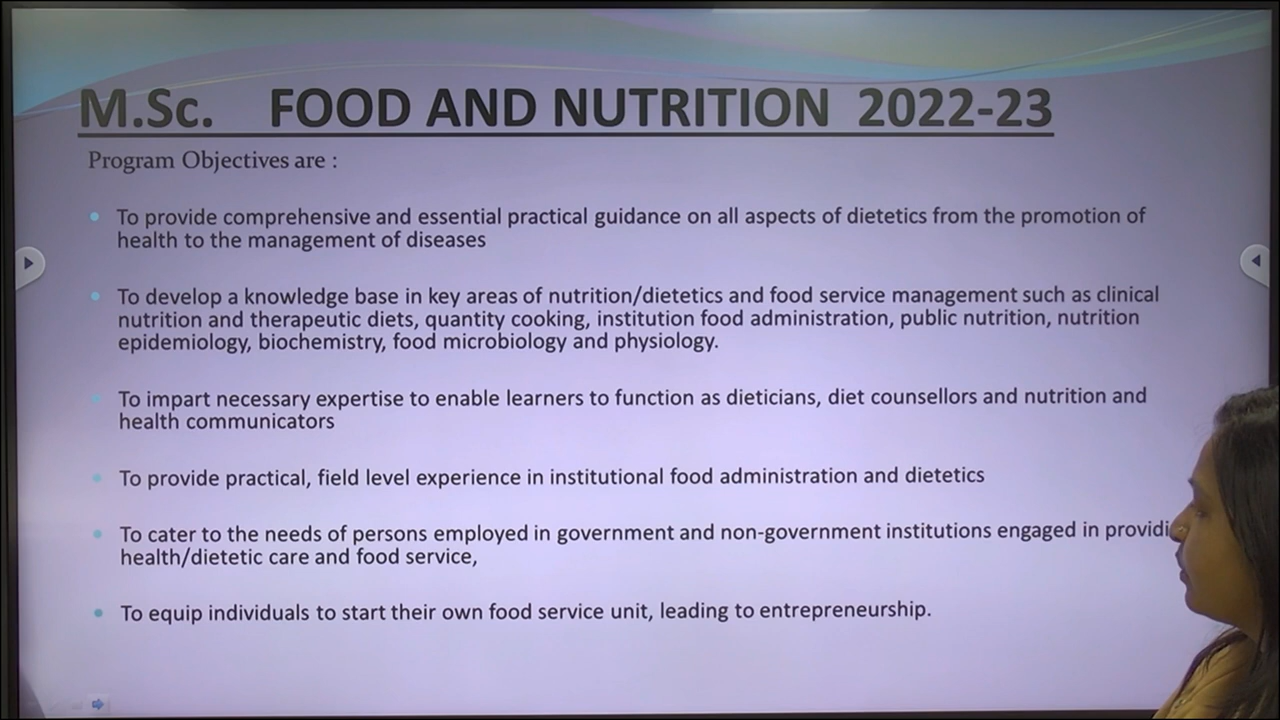 M.Sc. FOOD AND NUTRITION 2022-23
Program Objectives are :
To provide comprehensive and essential practical guidance on all aspects of dietetics from the promotion of
health to the management of diseases
To develop a knowledge base in key areas of nutrition/dietetics and food service management such as clinical
nutrition and therapeutic diets, quantity cooking, institution food administration, public nutrition, nutrition
epidemiology, biochemistry, food microbiology and physiology.
To impart necessary expertise to enable learners to function as dieticians, diet counsellors and nutrition and
health communicators
To provide practical, field level experience in institutional food administration and dietetics
To cater to the needs of persons employed in government and non-government institutions engaged in
health/dietetic care and food service,
To equip individuals to start their own food service unit, leading to entrepreneurship.